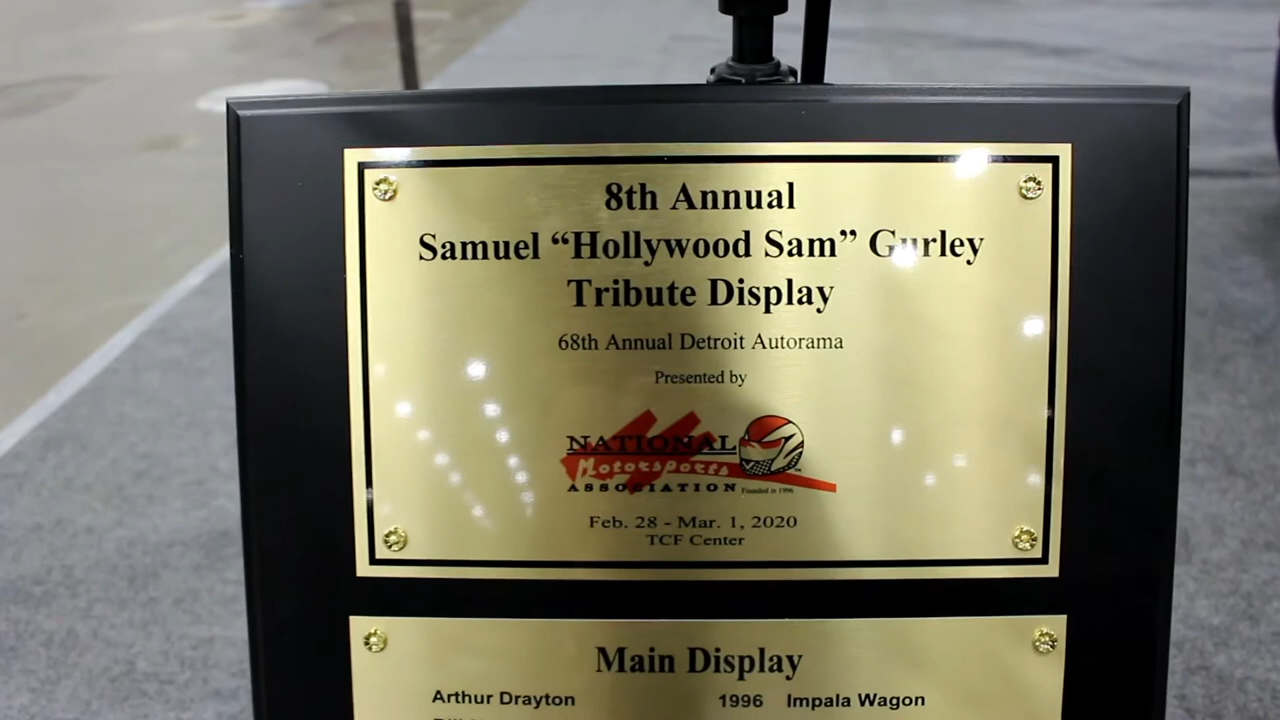 8th Annual
Samuel “Hollywood Sam” Gurley
Tribute Display
68th Annual Detroit Autorama
Presented by
NATIONAL
Motorsports
ASSOCIATION Founded in 1996
Feb. 28 - Mar. 1, 2020
TCF Center
Main Display
Arthur Drayton 1996 Impala Wagon